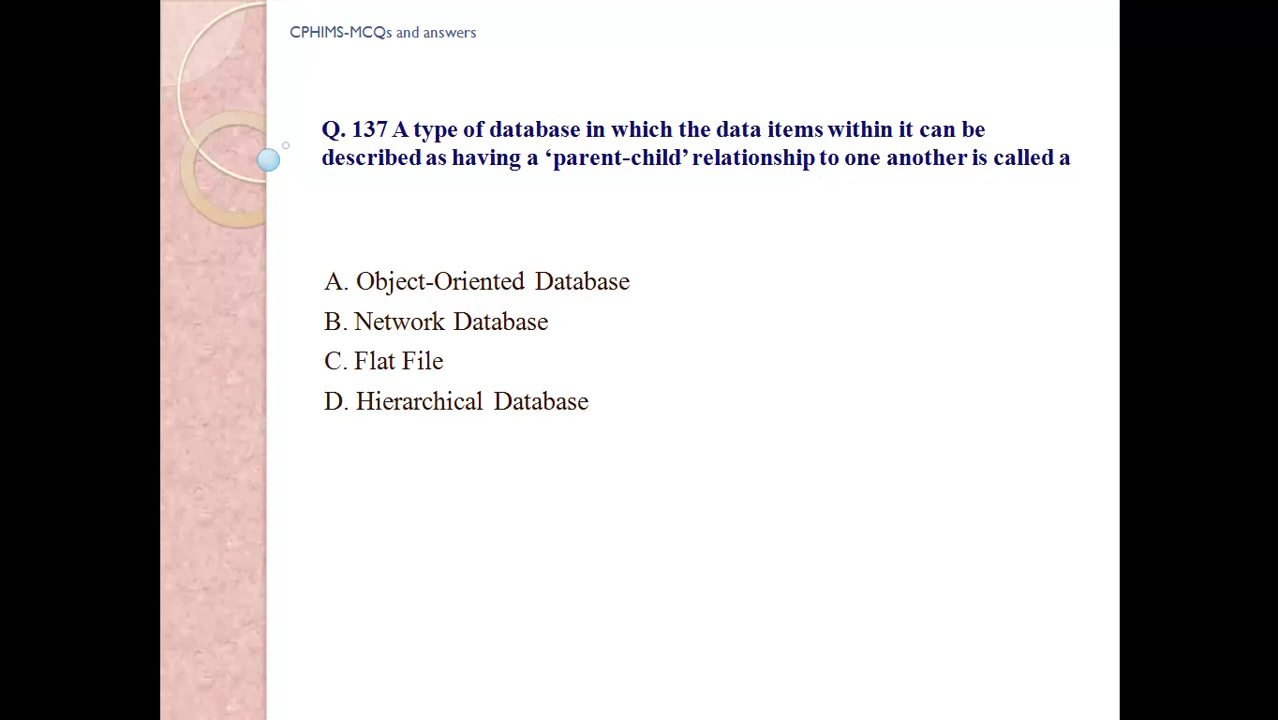 CPHIMS-MCQs and answers
Q. 137 A type of database in which the data items within it can be
described as having a ‘parent-child’ relationship to one another is called a
A. Object-Oriented Database
B. Network Database
C. Flat File
D. Hierarchical Database